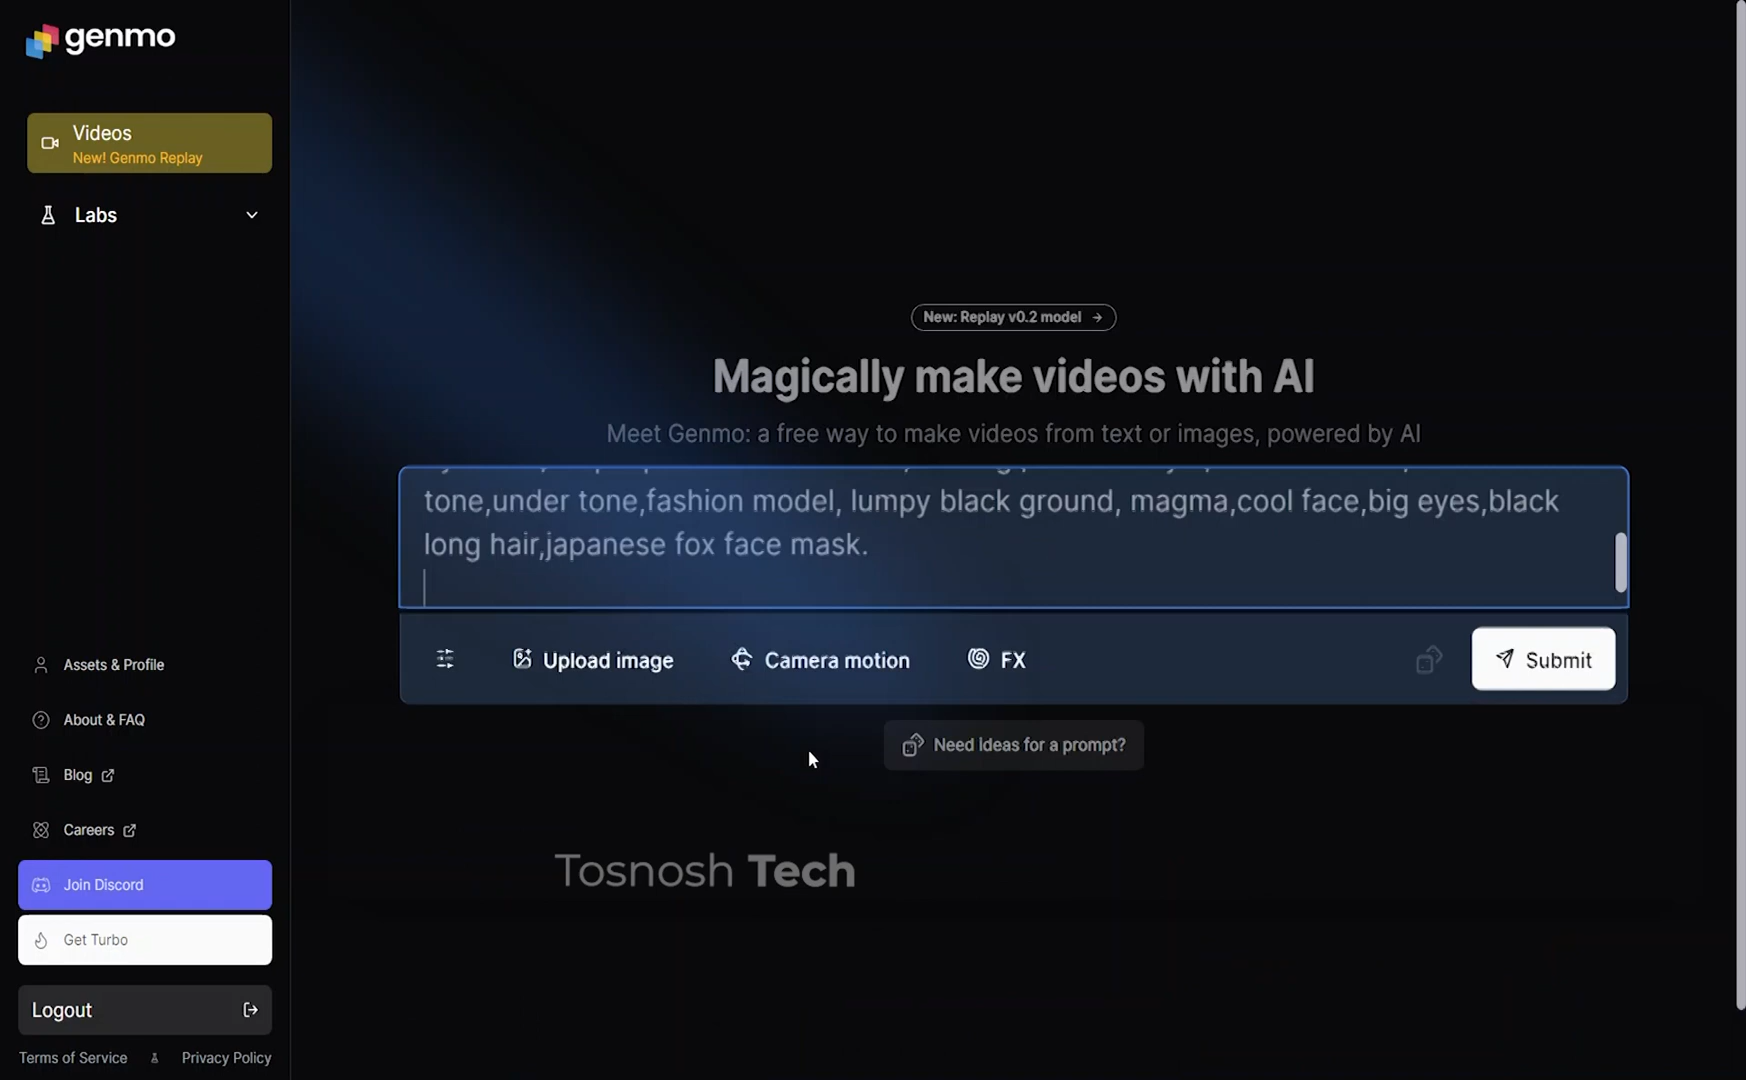 genmo
Videos
New! Genmo Replay
Labs
New: Replay v0.2 model →
Magically make videos with AI
Meet Genmo: a free way to make videos from text or images, powered by AI
tone,under tone,fashion model, lumpy black ground, magma,cool face,big eyes,black
long hair,japanese fox face mask.
Upload image
Camera motion
FX
Submit
Need ideas for a prompt?
Assets & Profile
About & FAQ
Blog
Careers
Join Discord
Get Turbo
Logout
Terms of Service
Privacy Policy
Tosnosh Tech